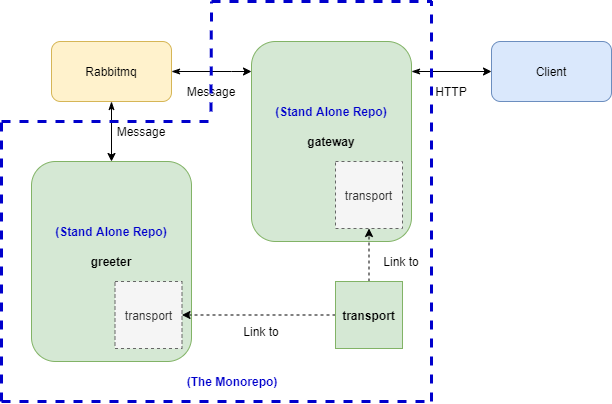 Rabbitmq
Message
(Stand Alone Repo)
gateway
transport
HTTP
Client
Message
(Stand Alone Repo)
greeter
transport
Link to
Link to
transport
(The Monorepo)